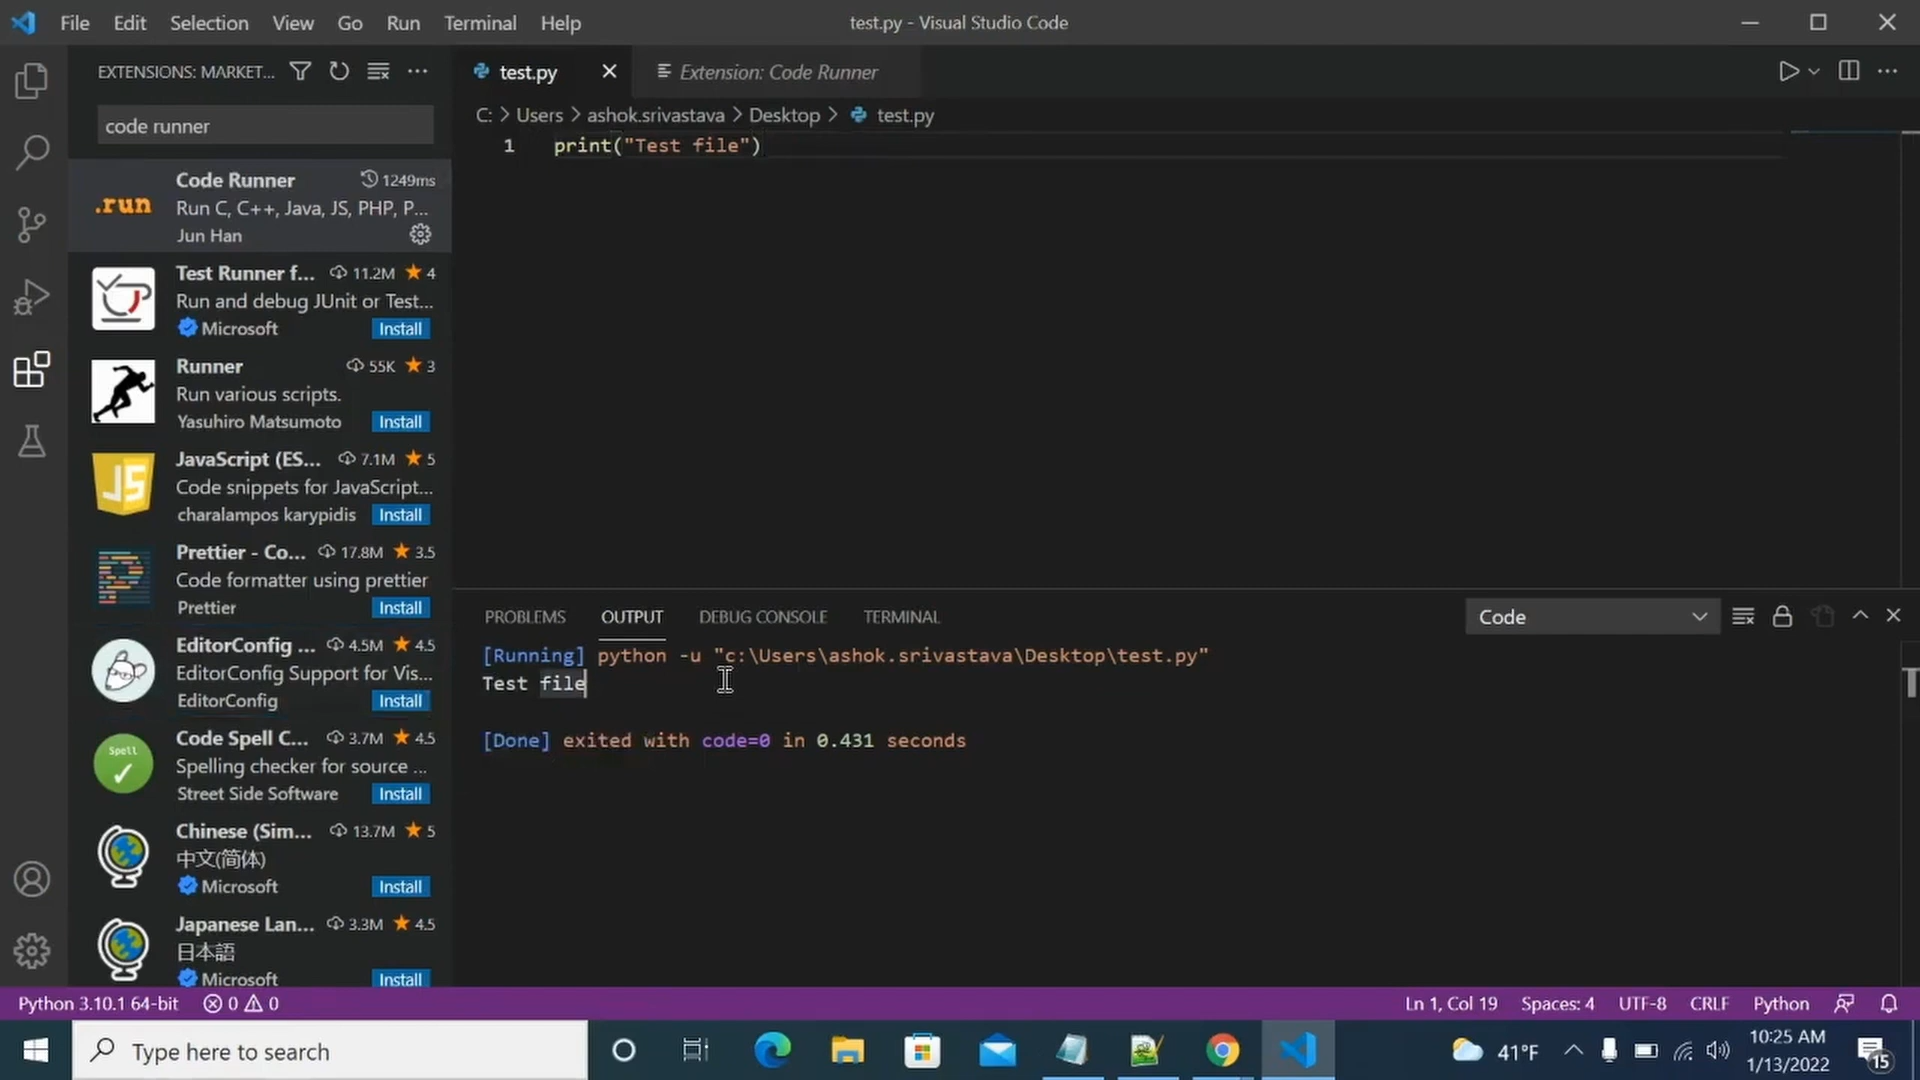 File Edit Selection View Go Run Terminal Help
test.py - Visual Studio Code
EXTENSIONS: MARKET...
code runner
Code Runner 1249ms
.run
Run C, C++, Java, JS, PHP, P...
Jun Han
Test Runner f... 11.2M 4
Run and debug JUnit or Test...
Microsoft Install
Runner 55K 3
Run various scripts.
Yasuhiro Matsumoto Install
JavaScript (ES... 7.1M 5
JS
Code snippets for JavaScript...
charalampos karypidis Install
Prettier - Co... 17.8M 3.5
Code formatter using prettier
Prettier Install
EditorConfig ... 4.5M 4.5
EditorConfig Support for Vis...
EditorConfig Install
Code Spell C... 3.7M 4.5
Spell
Spelling checker for source ...
Street Side Software Install
Chinese (Sim... 13.7M 5
中文(简体)
Microsoft Install
Japanese Lan... 3.3M 4.5
日本語
Microsoft Install
test.py Extension: Code Runner
C: > Users > ashok.srivastava > Desktop > test.py
1 print("Test file")
PROBLEMS OUTPUT DEBUG CONSOLE TERMINAL Code
[Running] python -u "c:\Users\ashok.srivastava\Desktop\test.py"
Test file
[Done] exited with code=0 in 0.431 seconds
Python 3.10.1 64-bit 0 0 Ln 1, Col 19 Spaces: 4 UTF-8 CRLF Python
Type here to search
41°F
10:25 AM
1/13/2022
15